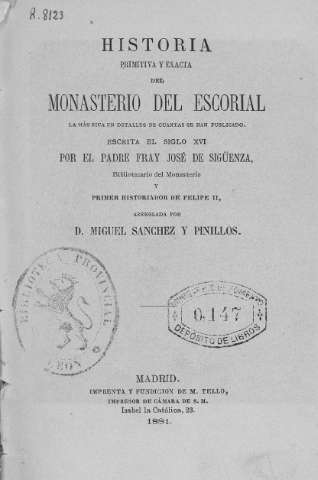 R. 8123
HISTORIA
PRIMITIVA Y EXACTA
DEL
MONASTERIO DEL ESCORIAL
LA MÁS RICA EN DETALLES DE CUANTAS SE HAN PUBLICADO.
ESCRITA EL SIGLO XVI
POR EL PADRE FRAY JOSÉ DE SIGÜENZA,
Bibliotecario del Monasterio
Y
PRIMER HISTORIADOR DE FELIPE II,
ARREGLADA POR
D. MIGUEL SANCHEZ Y PINILLOS.
BIBLIOTECA PROVINCIAL
LEON
0.147
DEPÓSITO DE LIBROS
MADRID.
IMPRENTA Y FUNDICION DE M. TELLO,
IMPRESOR DE CÁMARA DE S. M.
Isabel la Católica, 23.
1881.